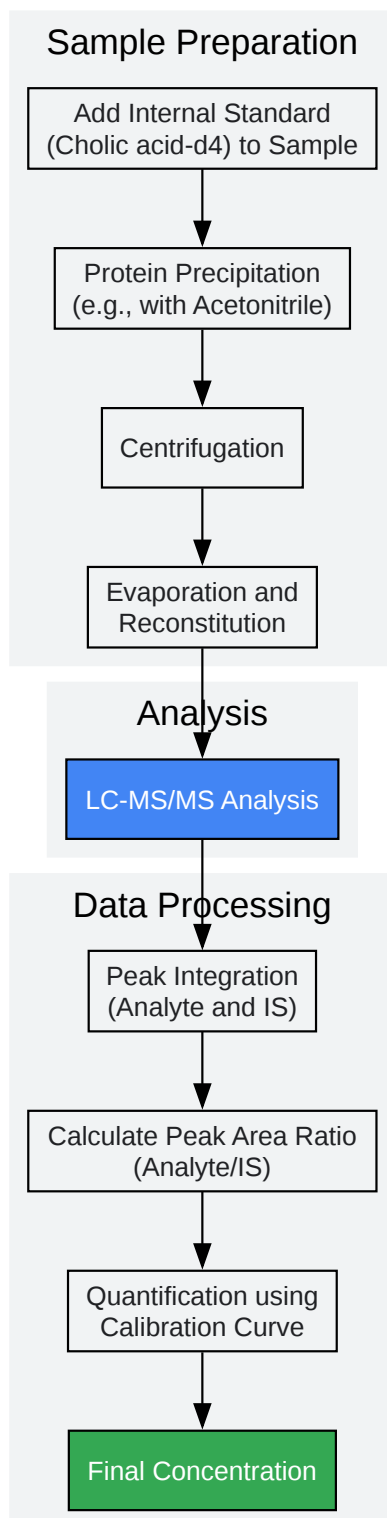 Sample Preparation
Add Internal Standard
(Cholic acid-d4) to Sample
Protein Precipitation
(e.g., with Acetonitrile)
Centrifugation
Evaporation and
Reconstitution
Analysis
LC-MS/MS Analysis
Data Processing
Peak Integration
(Analyte and IS)
Calculate Peak Area Ratio
(Analyte/IS)
Quantification using
Calibration Curve
Final Concentration